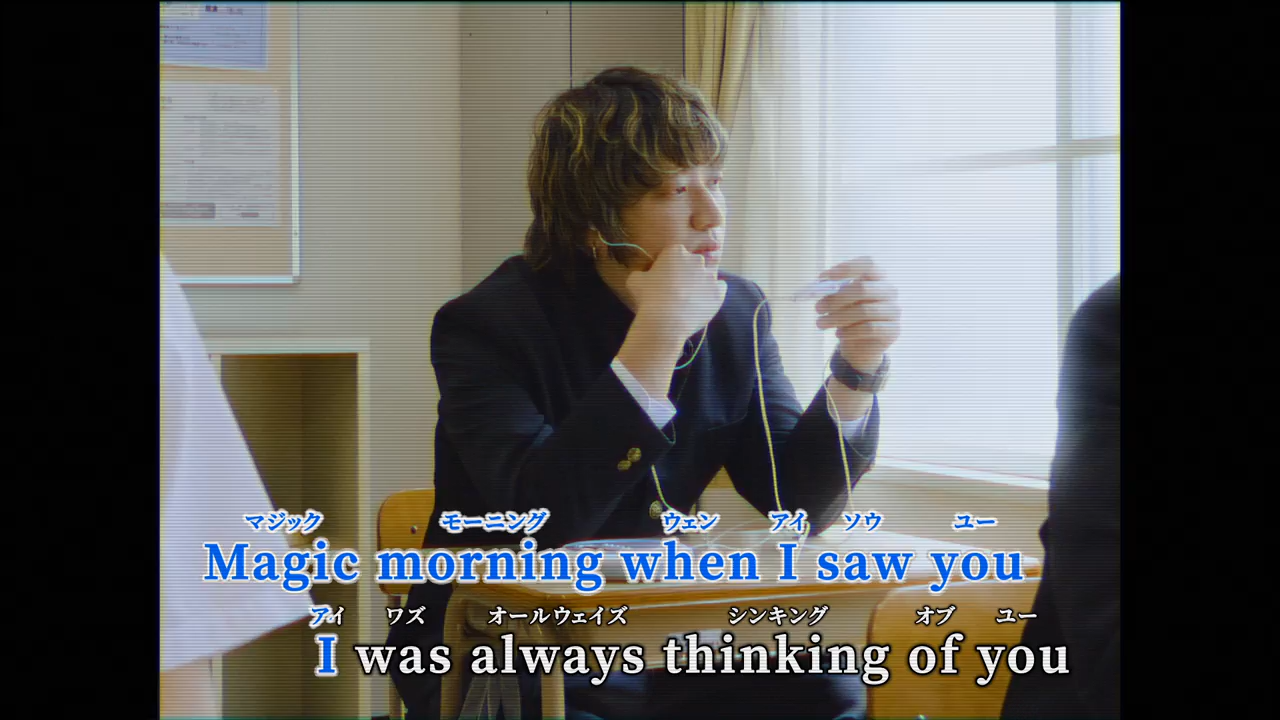 マジック モーニング ウェン アイ ソウ ユー
Magic morning when I saw you
アイ ワズ オールウェイズ シンキング オブ ユー
I was always thinking of you